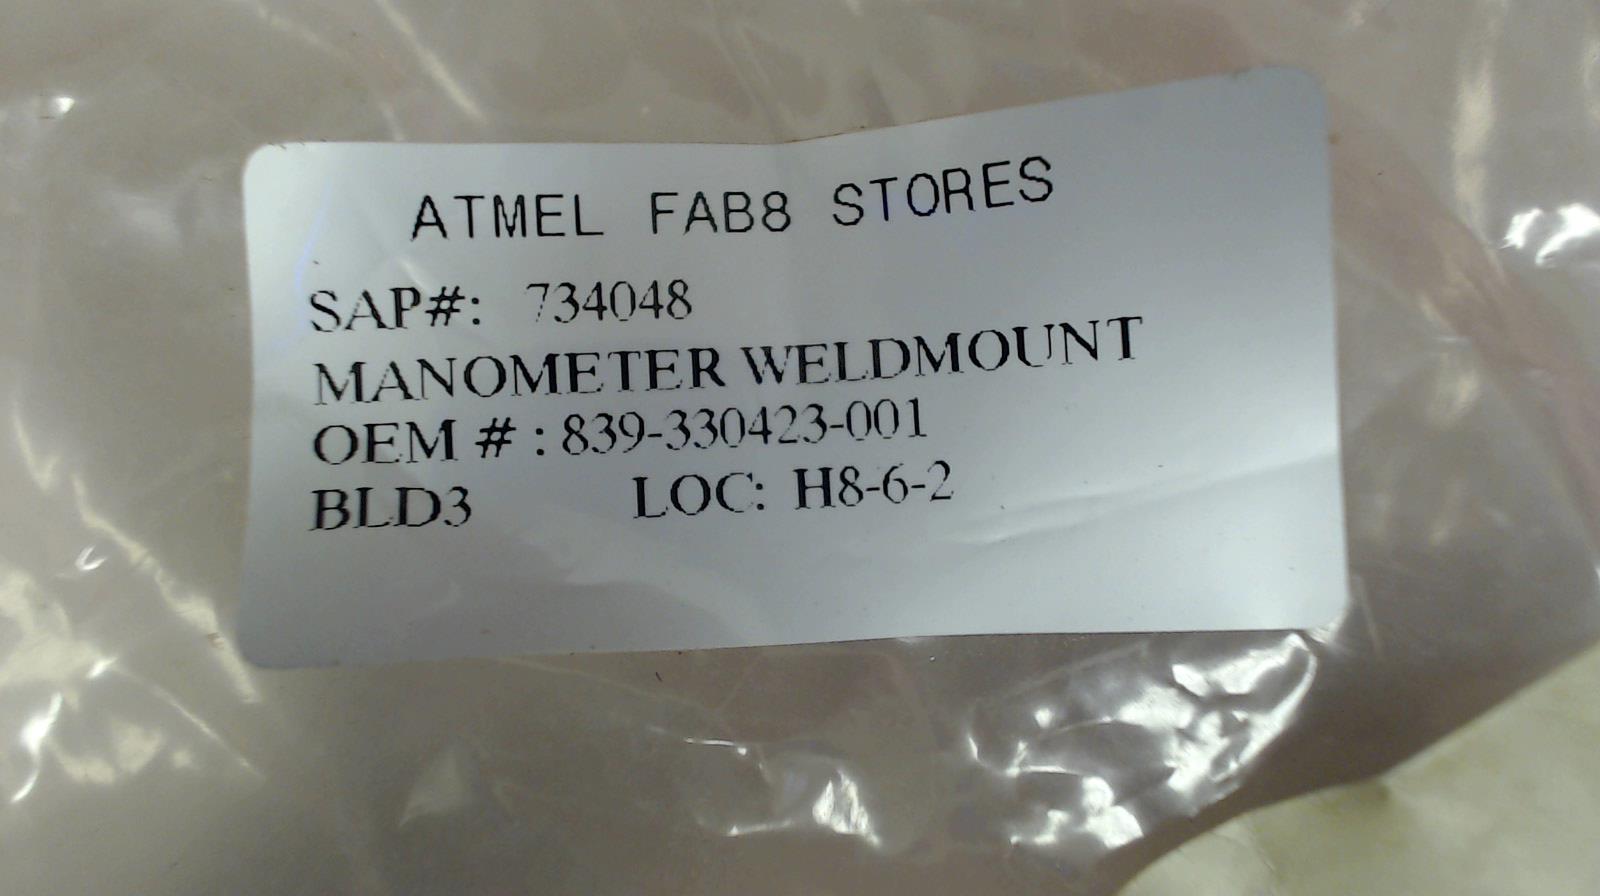 ATMEL FAB8 STORES
SAP#: 734048
MANOMETER WELDMOUNT
OEM # : 839-330423-001
BLD3 LOC: H8-6-2